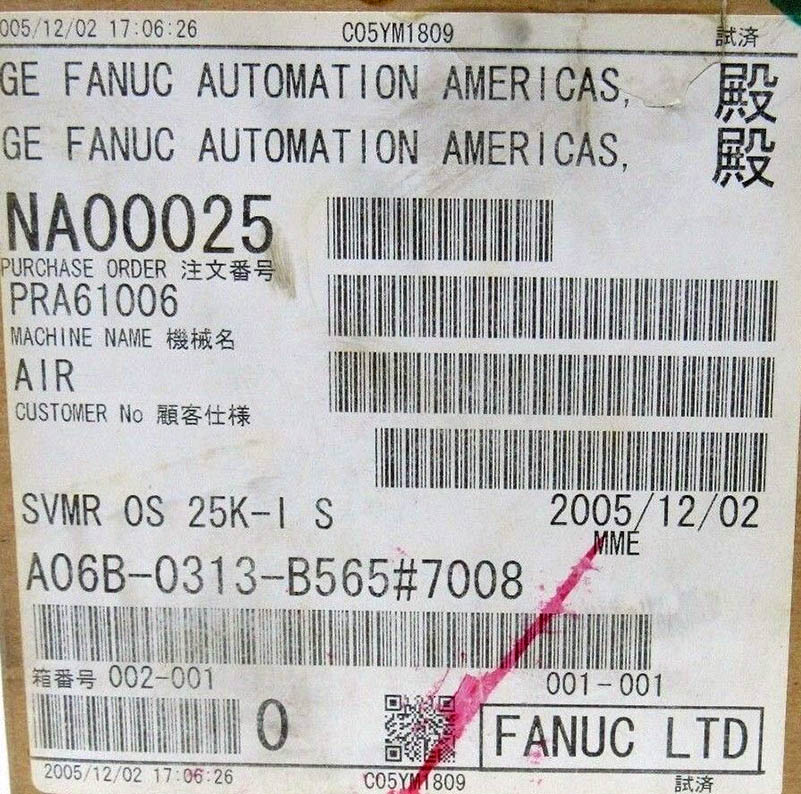 005/12/02 17:06:26 C05YM1809 試済
GE FANUC AUTOMATION AMERICAS, 殿
GE FANUC AUTOMATION AMERICAS, 殿
NA00025
PURCHASE ORDER 注文番号
PRA61006
MACHINE NAME 機械名
AIR
CUSTOMER No 顧客仕様
SVMR OS 25K-I S 2005/12/02
MME
A06B-0313-B565#7008
箱番号 002-001 001-001
0 FANUC LTD
2005/12/02 17:06:26 C05YM1809 試済